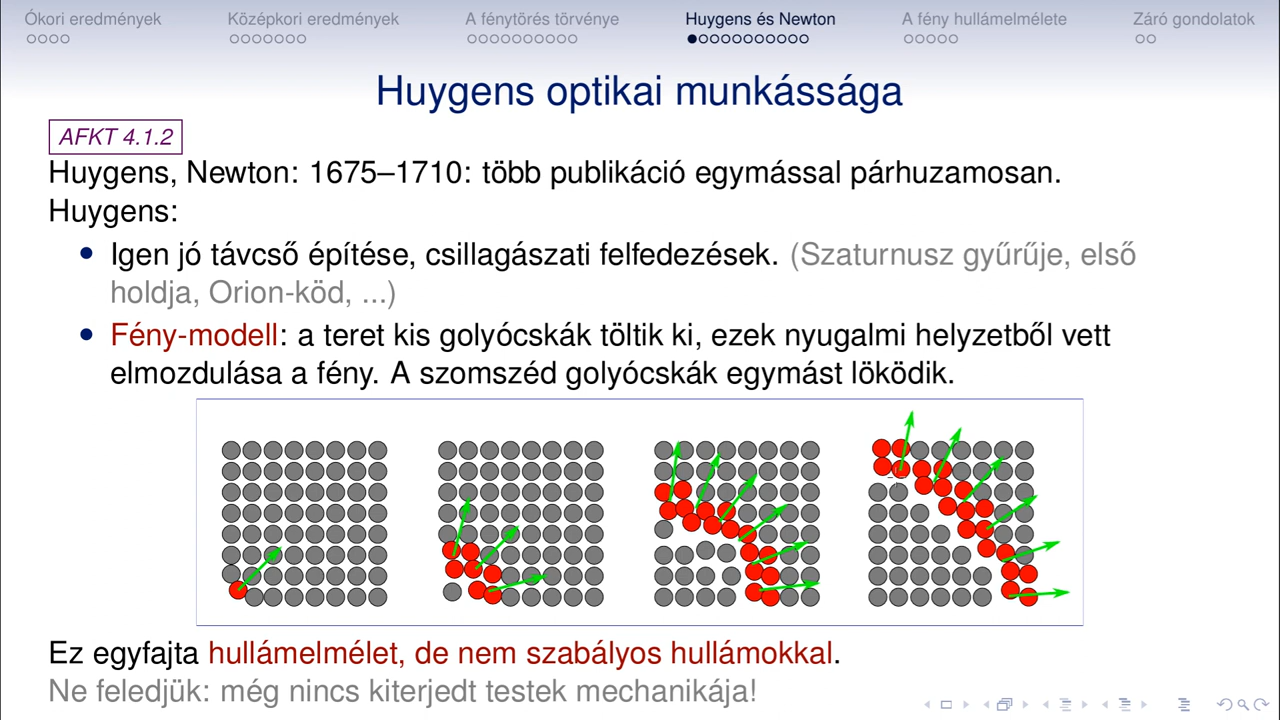 Ókori eredmények
Középkori eredmények
A fénytörés törvénye
Huygens és Newton
A fény hullámelmélete
Záró gondolatok
Huygens optikai munkássága
AFKT 4.1.2
Huygens, Newton: 1675–1710: több publikáció egymással párhuzamosan.
Huygens:
Igen jó távcső építése, csillagászati felfedezések. (Szaturnusz gyűrűje, első
holdja, Orion-köd, ...)
Fény-modell: a teret kis golyócskák töltik ki, ezek nyugalmi helyzetből vett
elmozdulása a fény. A szomszéd golyócskák egymást löködik.
Ez egyfajta hullámelmélet, de nem szabályos hullámokkal.
Ne feledjük: még nincs kiterjedt testek mechanikája!